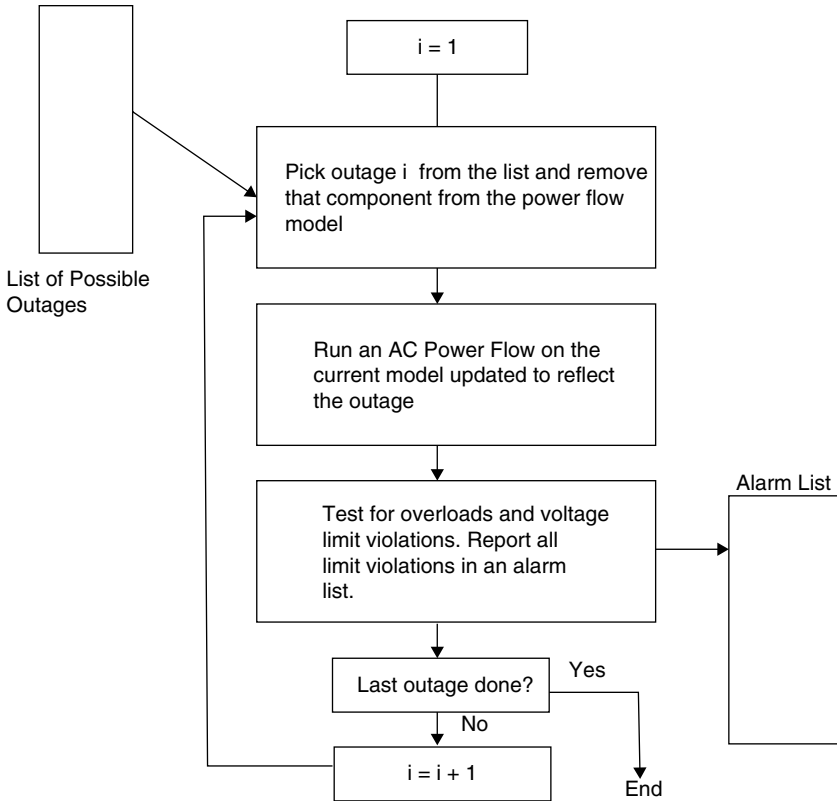 i = 1
Pick outage i from the list and remove
that component from the power flow
model
List of Possible
Outages
Run an AC Power Flow on the
current model updated to reflect
the outage
Alarm List
Test for overloads and voltage
limit violations. Report all
limit violations in an alarm
list.
Last outage done?
Yes
No
i = i + 1
End